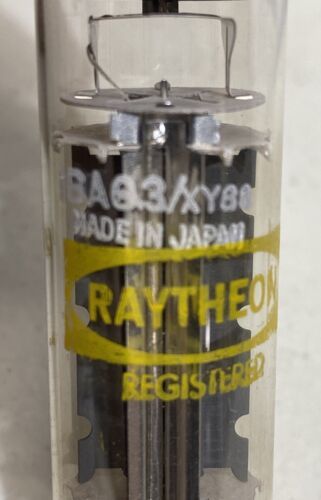 6AQ3/XY88
MADE IN JAPAN
RAYTHEON
REGISTERED